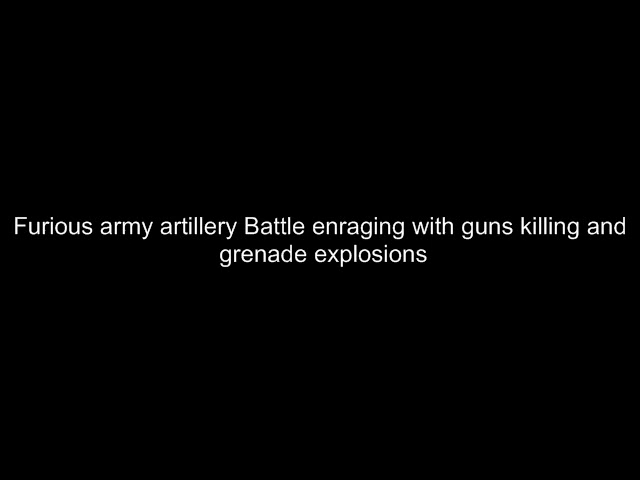 Furious army artillery Battle enraging with guns killing and
grenade explosions